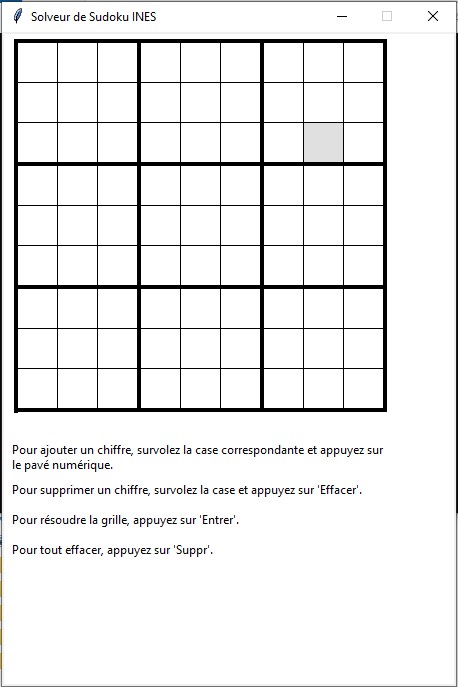 Solveur de Sudoku INES
Pour ajouter un chiffre, survolez la case correspondante et appuyez sur
le pavé numérique.
Pour supprimer un chiffre, survolez la case et appuyez sur 'Effacer'.
Pour résoudre la grille, appuyez sur 'Entrer'.
Pour tout effacer, appuyez sur 'Suppr'.